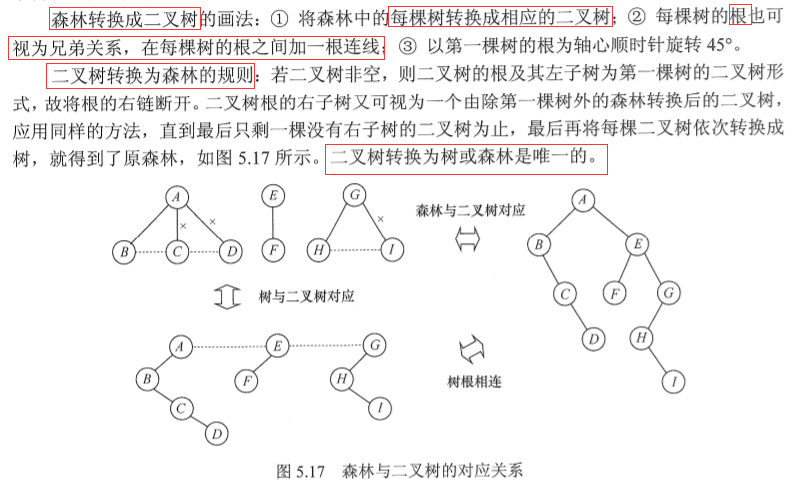 森林转换成二叉树的画法：① 将森林中的每棵树转换成相应的二叉树；② 每棵树的根也可
视为兄弟关系，在每棵树的根之间加一根连线；③ 以第一棵树的根为轴心顺时针旋转 45°。
二叉树转换为森林的规则：若二叉树非空，则二叉树的根及其左子树为第一棵树的二叉树形
式，故将根的右链断开。二叉树根的右子树又可视为一个由除第一棵树外的森林转换后的二叉树，
应用同样的方法，直到最后只剩一棵没有右子树的二叉树为止，最后再将每棵二叉树依次转换成
树，就得到了原森林，如图 5.17 所示。二叉树转换为树或森林是唯一的。
A
E
G
×
×
×
B
C
D
F
H
I
森林与二叉树对应
A
B
E
C
F
G
D
H
I
树与二叉树对应
A
E
G
B
F
H
C
I
D
树根相连
图 5.17 森林与二叉树的对应关系